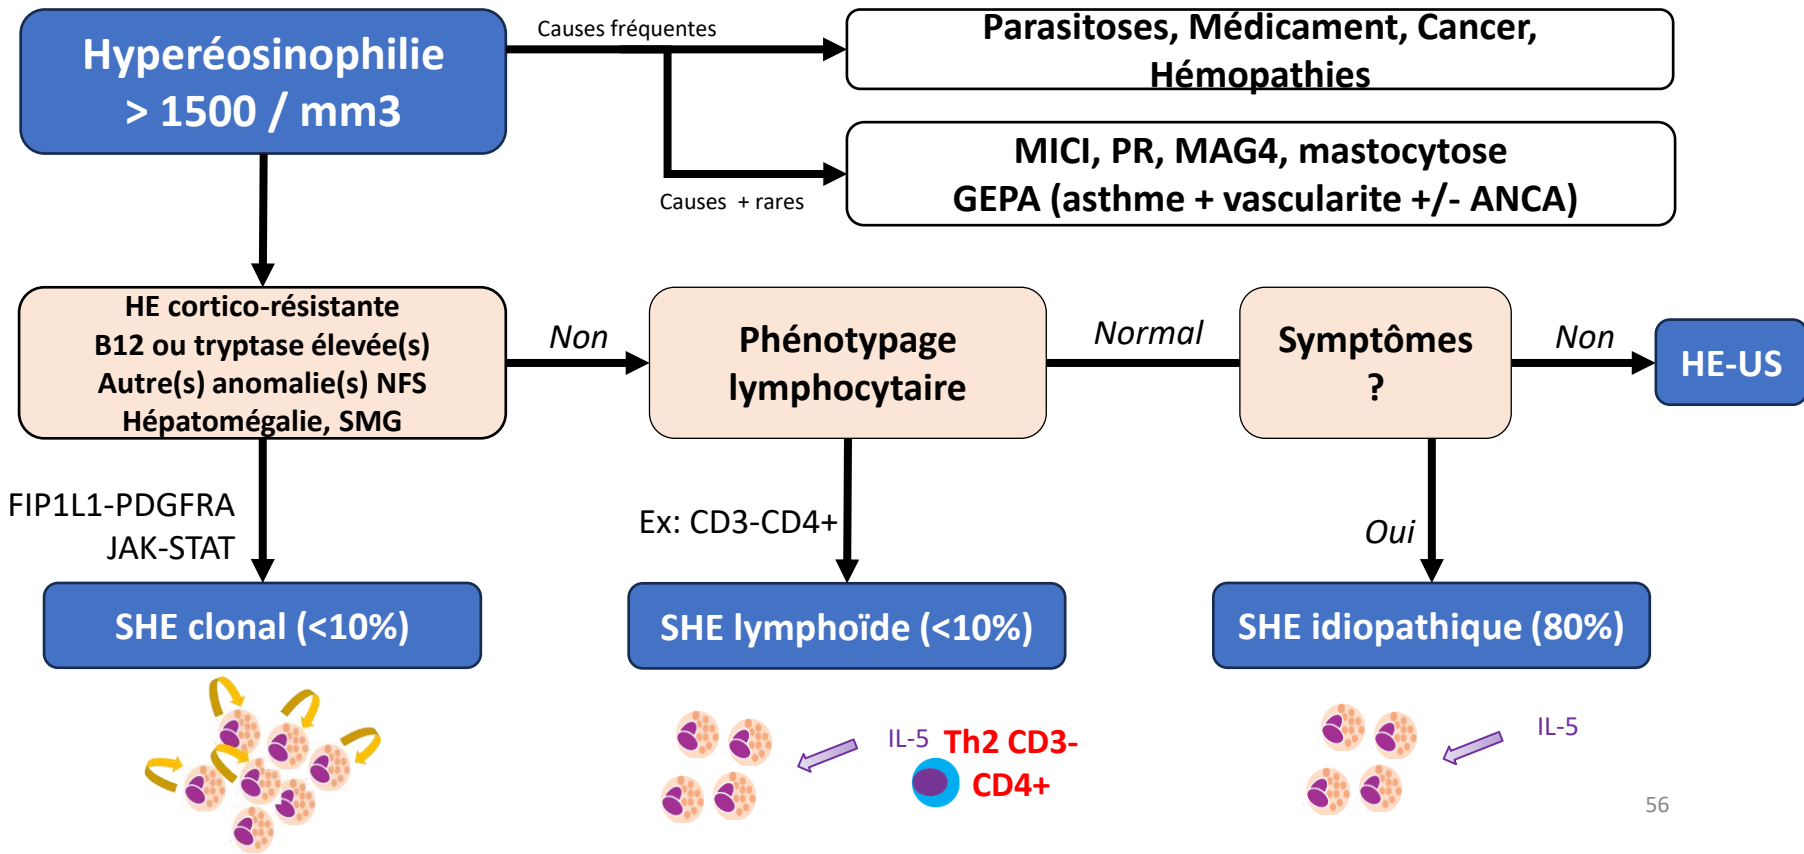 Hyperéosinophilie
> 1500 / mm3
Causes fréquentes
Parasitoses, Médicament, Cancer,
Hémopathies
Causes + rares
MICI, PR, MAG4, mastocytose
GEPA (asthme + vascularite +/- ANCA)
HE cortico-résistante
B12 ou tryptase élevée(s)
Autre(s) anomalie(s) NFS
Hépatomégalie, SMG
Non
Phénotypage
lymphocytaire
Normal
Symptômes
?
Non
HE-US
FIP1L1-PDGFRA
JAK-STAT
Ex: CD3-CD4+
Oui
SHE clonal (<10%)
SHE lymphoïde (<10%)
SHE idiopathique (80%)
IL-5
Th2 CD3-
CD4+
IL-5
56